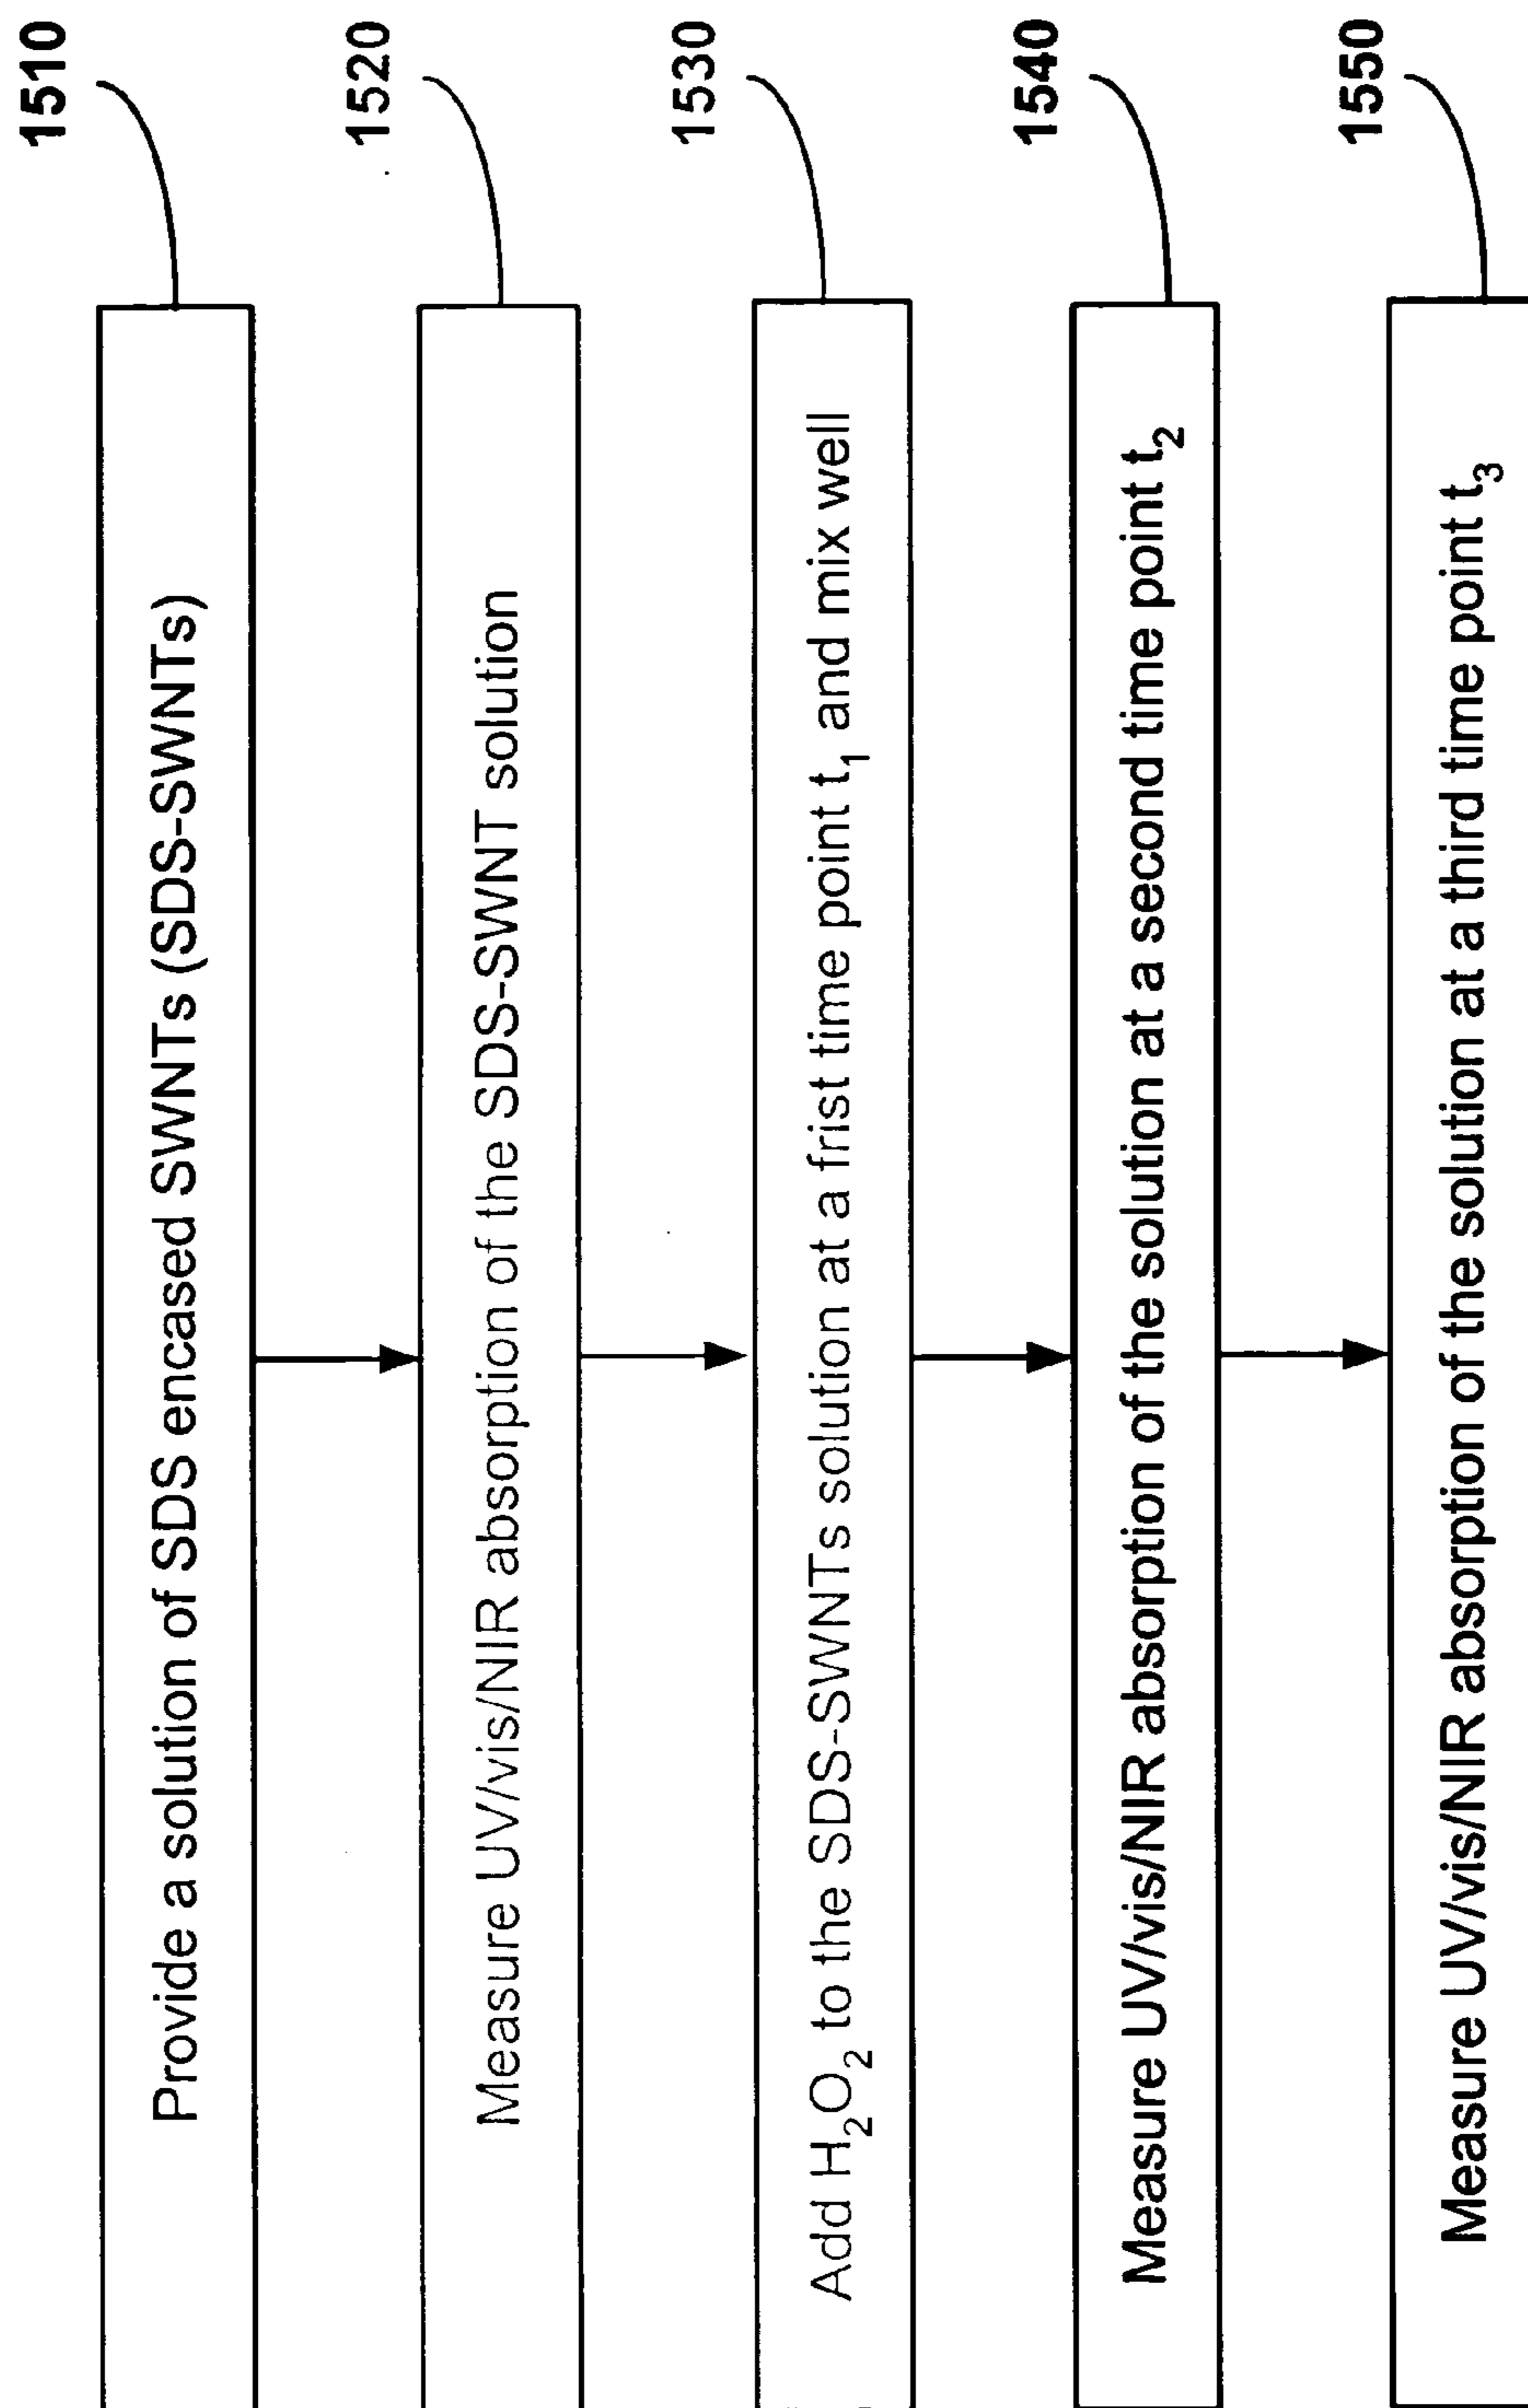 1510
Provide a solution of SDS encased SWNTs (SDS-SWNTs)
1520
Measure UV/vis/NIR absorption of the SDS-SWNT solution
1530
Add H₂O₂ to the SDS-SWNTs solution at a frist time point t₁ and mix well
1540
Measure UV/vis/NIR absorption of the solution at a second time point t₂
1550
Measure UV/vis/NIR absorption of the solution at a third time point t₃